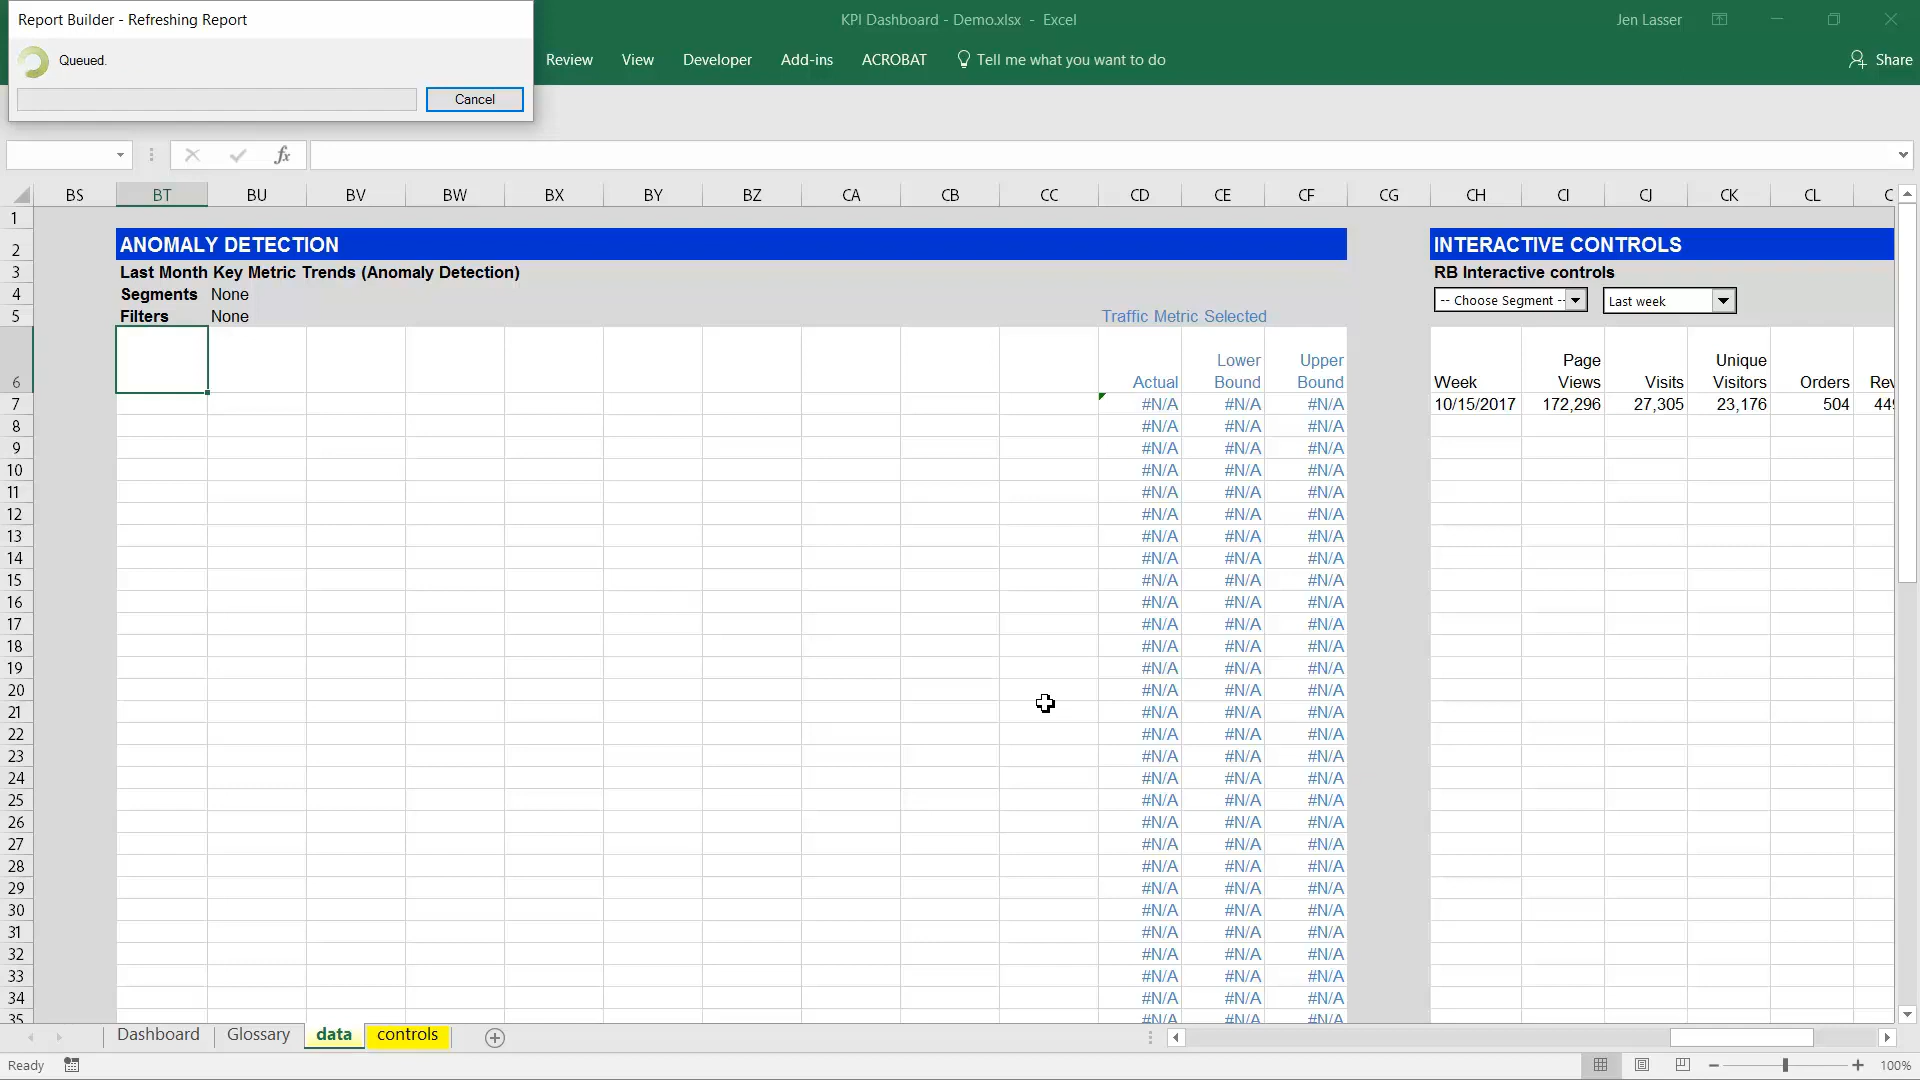 Report Builder - Refreshing Report
Queued.
Cancel
KPI Dashboard - Demo.xlsx - Excel
Jen Lasser
Review View Developer Add-ins ACROBAT Tell me what you want to do
Share
fx
BS BT BU BV BW BX BY BZ CA CB CC CD CE CF CG CH CI CJ CK CL
1
2 ANOMALY DETECTION INTERACTIVE CONTROLS
3 Last Month Key Metric Trends (Anomaly Detection) RB Interactive controls
4 Segments None -- Choose Segment -- Last week
5 Filters None Traffic Metric Selected
Lower Upper Page Unique
6 Actual Bound Bound Week Views Visits Visitors Orders Rev
7 #N/A #N/A #N/A 10/15/2017 172,296 27,305 23,176 504 449
8 #N/A #N/A #N/A
9 #N/A #N/A #N/A
10 #N/A #N/A #N/A
11 #N/A #N/A #N/A
12 #N/A #N/A #N/A
13 #N/A #N/A #N/A
14 #N/A #N/A #N/A
15 #N/A #N/A #N/A
16 #N/A #N/A #N/A
17 #N/A #N/A #N/A
18 #N/A #N/A #N/A
19 #N/A #N/A #N/A
20 #N/A #N/A #N/A
21 #N/A #N/A #N/A
22 #N/A #N/A #N/A
23 #N/A #N/A #N/A
24 #N/A #N/A #N/A
25 #N/A #N/A #N/A
26 #N/A #N/A #N/A
27 #N/A #N/A #N/A
28 #N/A #N/A #N/A
29 #N/A #N/A #N/A
30 #N/A #N/A #N/A
31 #N/A #N/A #N/A
32 #N/A #N/A #N/A
33 #N/A #N/A #N/A
34 #N/A #N/A #N/A
35 #N/A #N/A #N/A
Dashboard Glossary data controls
Ready 100%